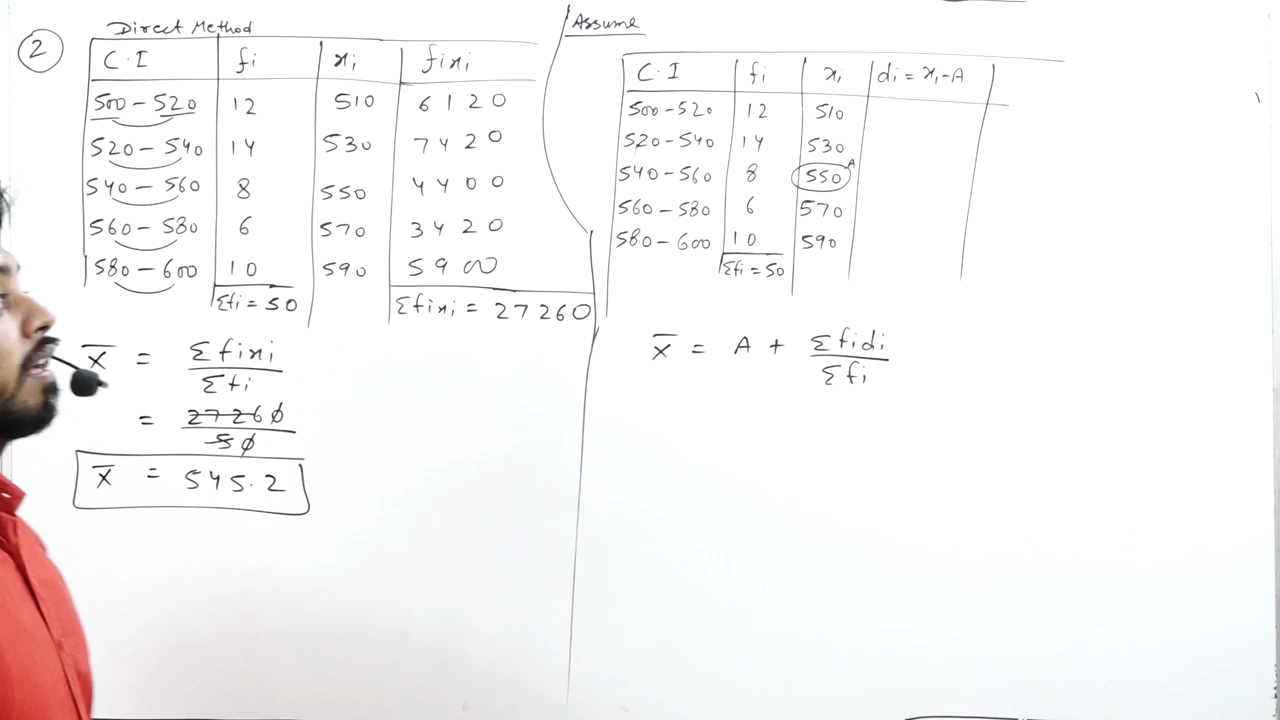 2
Direct Method
C.I fi xi fixi
500-520 12 510 6120
520-540 14 530 7420
540-560 8 550 4400
560-580 6 570 3420
580-600 10 590 5900
Σfi = 50 Σfixi = 27260
x̄ = Σfixi / Σfi
= 27260 / 50
x̄ = 545.2
Assume
C.I fi xi di = xi-A
500-520 12 510
520-540 14 530
540-560 8 550 A
560-580 6 570
580-600 10 590
Σfi = 50
x̄ = A + Σfidi / Σfi